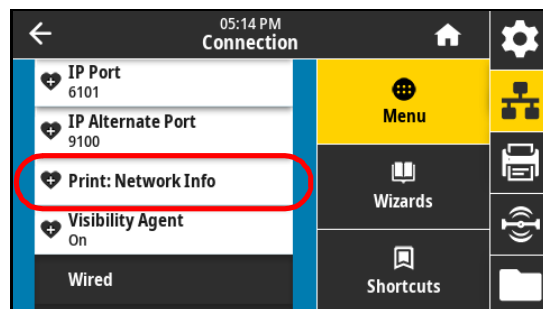 05:14 PM
Connection
IP Port
6101
IP Alternate Port
9100
Print: Network Info
Visibility Agent
On
Wired
Menu
Wizards
Shortcuts